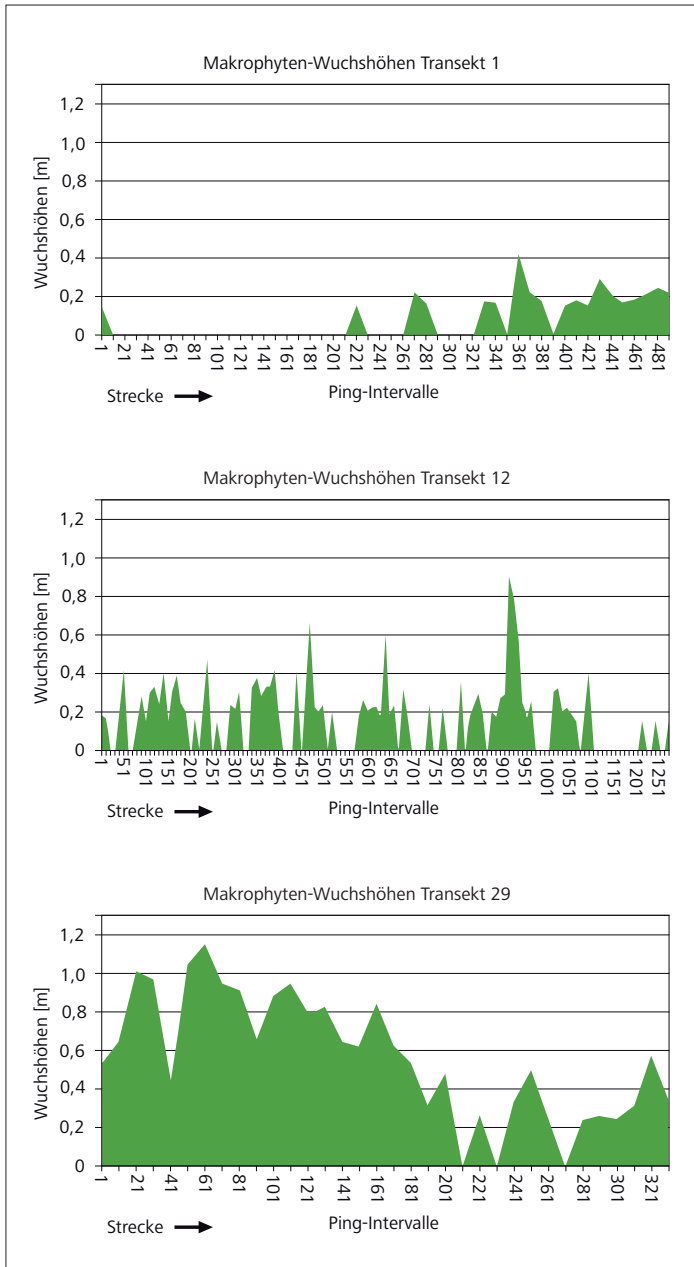 Makrophyten-Wuchshöhen Transekt 1
Wuchshöhen [m]
1,2
1,0
0,8
0,6
0,4
0,2
0
1 21 41 61 81 101 121 141 161 181 201 221 241 261 281 301 321 341 361 381 401 421 441 461 481
Strecke Ping-Intervalle
Makrophyten-Wuchshöhen Transekt 12
Wuchshöhen [m]
1,2
1,0
0,8
0,6
0,4
0,2
0
1 51 101 151 201 251 301 351 401 451 501 551 601 651 701 751 801 851 901 951 1001 1051 1101 1151 1201 1251
Strecke Ping-Intervalle
Makrophyten-Wuchshöhen Transekt 29
Wuchshöhen [m]
1,2
1,0
0,8
0,6
0,4
0,2
0
1 21 41 61 81 101 121 141 161 181 201 221 241 261 281 301 321
Strecke Ping-Intervalle